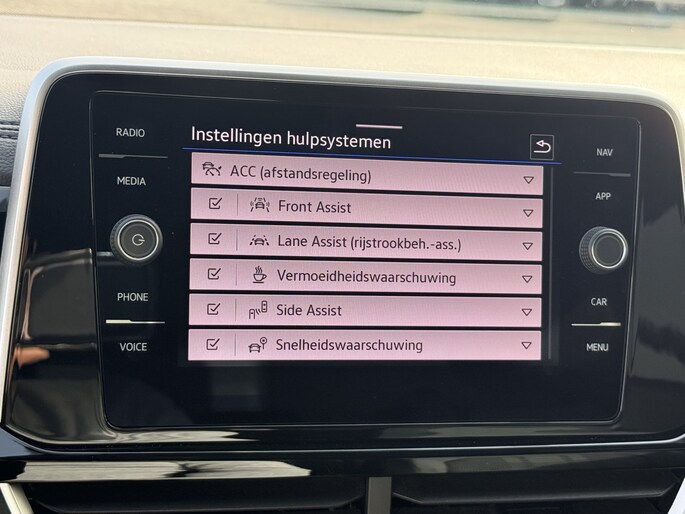 RADIO
MEDIA
PHONE
VOICE
Instellingen hulpsystemen
ACC (afstandsregeling)
Front Assist
Lane Assist (rijstrookbeh.-ass.)
Vermoeidheidswaarschuwing
Side Assist
Snelheidswaarschuwing
NAV
APP
CAR
MENU